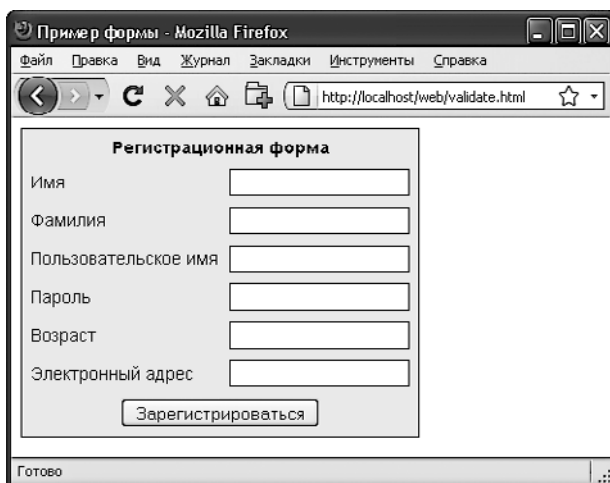 Пример формы - Mozilla Firefox
Файл Правка Вид Журнал Закладки Инструменты Справка
http://localhost/web/validate.html
Регистрационная форма
Имя
Фамилия
Пользовательское имя
Пароль
Возраст
Электронный адрес
Зарегистрироваться
Готово